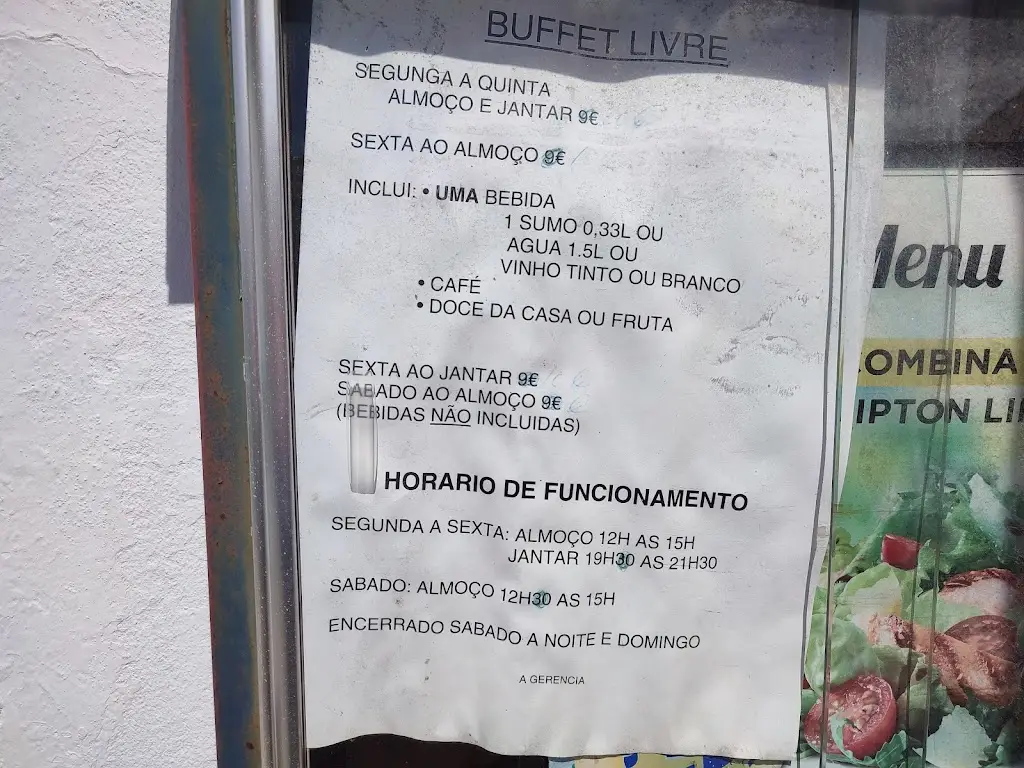 BUFFET LIVRE
SEGUNGA A QUINTA
ALMOÇO E JANTAR 9€
SEXTA AO ALMOÇO 9€
INCLUI: • UMA BEBIDA
1 SUMO 0,33L OU
AGUA 1.5L OU
VINHO TINTO OU BRANCO
• CAFÉ
• DOCE DA CASA OU FRUTA
SEXTA AO JANTAR 9€
SABADO AO ALMOÇO 9€
(BEBIDAS NÃO INCLUIDAS)
HORARIO DE FUNCIONAMENTO
SEGUNDA A SEXTA: ALMOÇO 12H AS 15H
JANTAR 19H30 AS 21H30
SABADO: ALMOÇO 12H30 AS 15H
ENCERRADO SABADO A NOITE E DOMINGO
A GERENCIA
Menu
OMBINA
IPTON LI